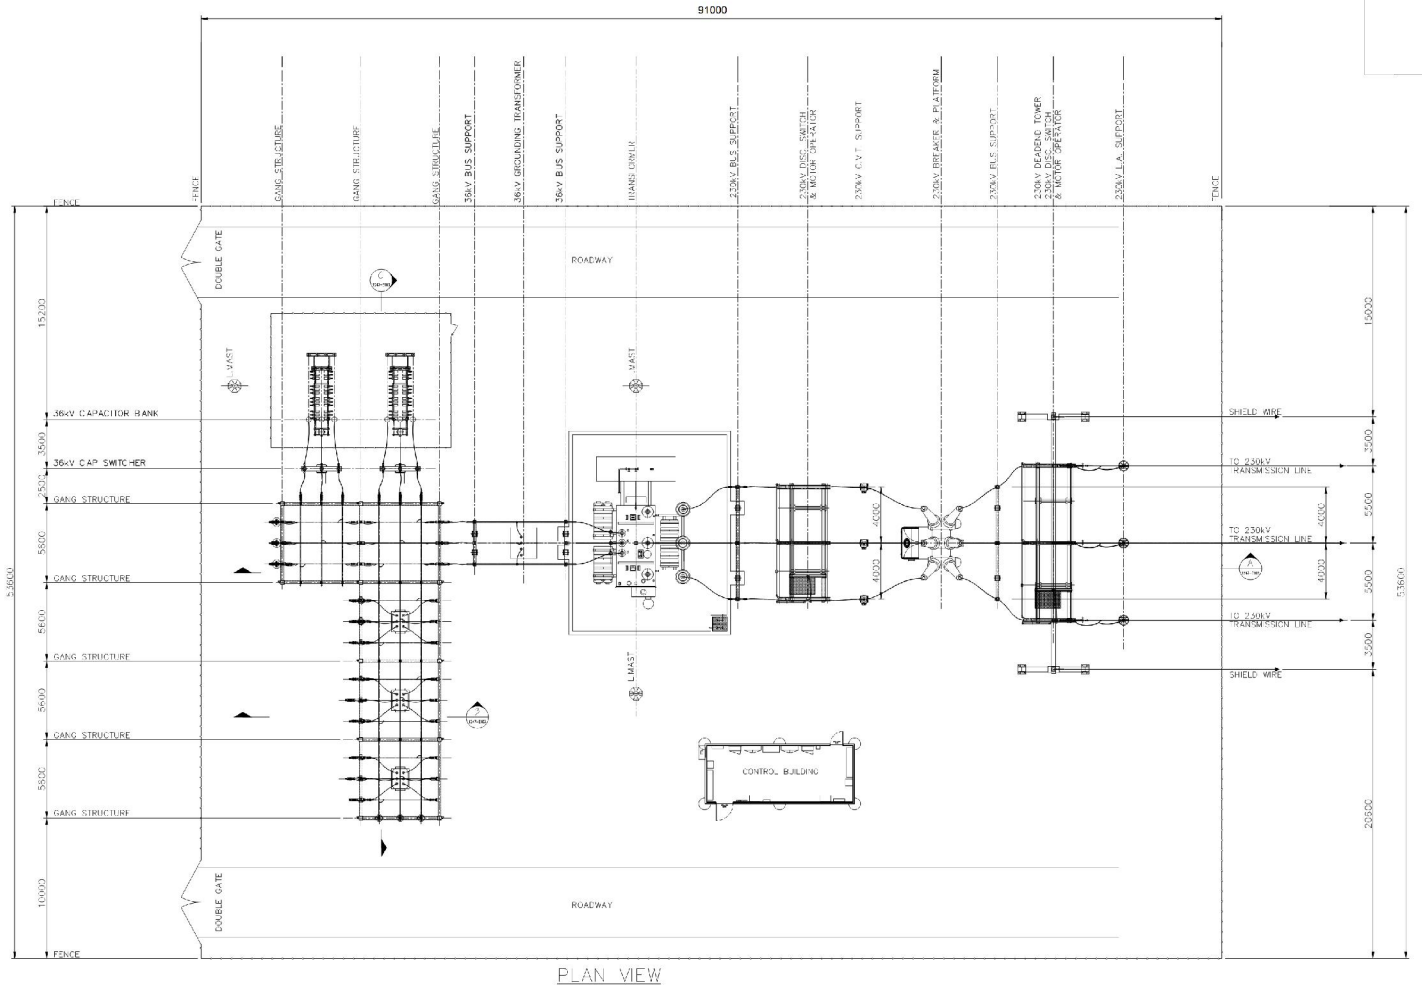 91000
FENCE
GANG STRUCTURE
GANG STRUCTURE
GANG STRUCTURE
36kV BUS SUPPORT
36kV GROUNDING TRANSFORMER
36kV BUS SUPPORT
TRANSFORMER
230kV BUS SUPPORT
230kV DISC. SWITCH
& MOTOR OPERATOR
230kV C.V.T. SUPPORT
230kV BREAKER & PLATFORM
230kV BUS SUPPORT
230kV DEADEND TOWER
230kV DISC. SWITCH
& MOTOR OPERATOR
230kV L.A. SUPPORT
FENCE
FENCE
DOUBLE GATE
ROADWAY
C
15200
15000
L.MAST
L.MAST
36kV CAPACITOR BANK
SHIELD WIRE
3500
3500
36kV CAP SWITCHER
TO 230kV
TRANSMISSION LINE
2500
GANG STRUCTURE
5500
4000
4000
TO 230kV
TRANSMISSION LINE
A
53600
53600
GANG STRUCTURE
4000
4000
5500
5600
TO 230kV
TRANSMISSION LINE
3500
GANG STRUCTURE
L.MAST
SHIELD WIRE
5600
GANG STRUCTURE
CONTROL BUILDING
GANG STRUCTURE
10000
DOUBLE GATE
ROADWAY
FENCE
PLAN VIEW